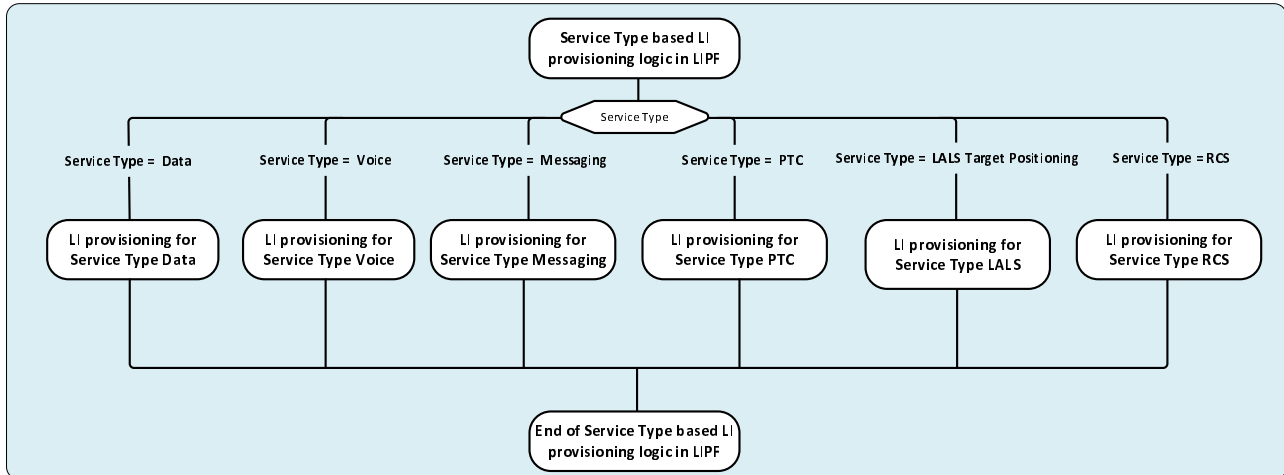 Service Type based LI
provisioning logic in LIPF
Service Type
Service Type = Data
Service Type = Voice
Service Type = Messaging
Service Type = PTC
Service Type = LALS Target Positioning
Service Type = RCS
LI provisioning for
Service Type Data
LI provisioning for
Service Type Voice
LI provisioning for
Service Type Messaging
LI provisioning for
Service Type PTC
LI provisioning for
Service Type LALS
LI provisioning for
Service Type RCS
End of Service Type based LI
provisioning logic in LIPF